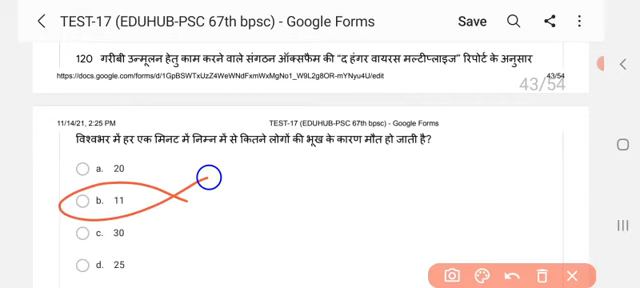 TEST-17 (EDUHUB-PSC 67th bpsc) - Google Forms Save
120 गरीबी उन्मूलन हेतु काम करने वाले संगठन ऑक्सफैम की "द हंगर वायरस मल्टीप्लाइज" रिपोर्ट के अनुसार
https://docs.google.com/forms/d/1GpBSWTxUzZ4WeWNdFxmWxMgNo1_W9L2g8OR-mYNyu4U/edit 43/54
43/54
11/14/21, 2:25 PM TEST-17 (EDUHUB-PSC 67th bpsc) - Google Forms
विश्वभर में हर एक मिनट में निम्न में से कितने लोगों की भूख के कारण मौत हो जाती है?
a. 20
b. 11
c. 30
d. 25